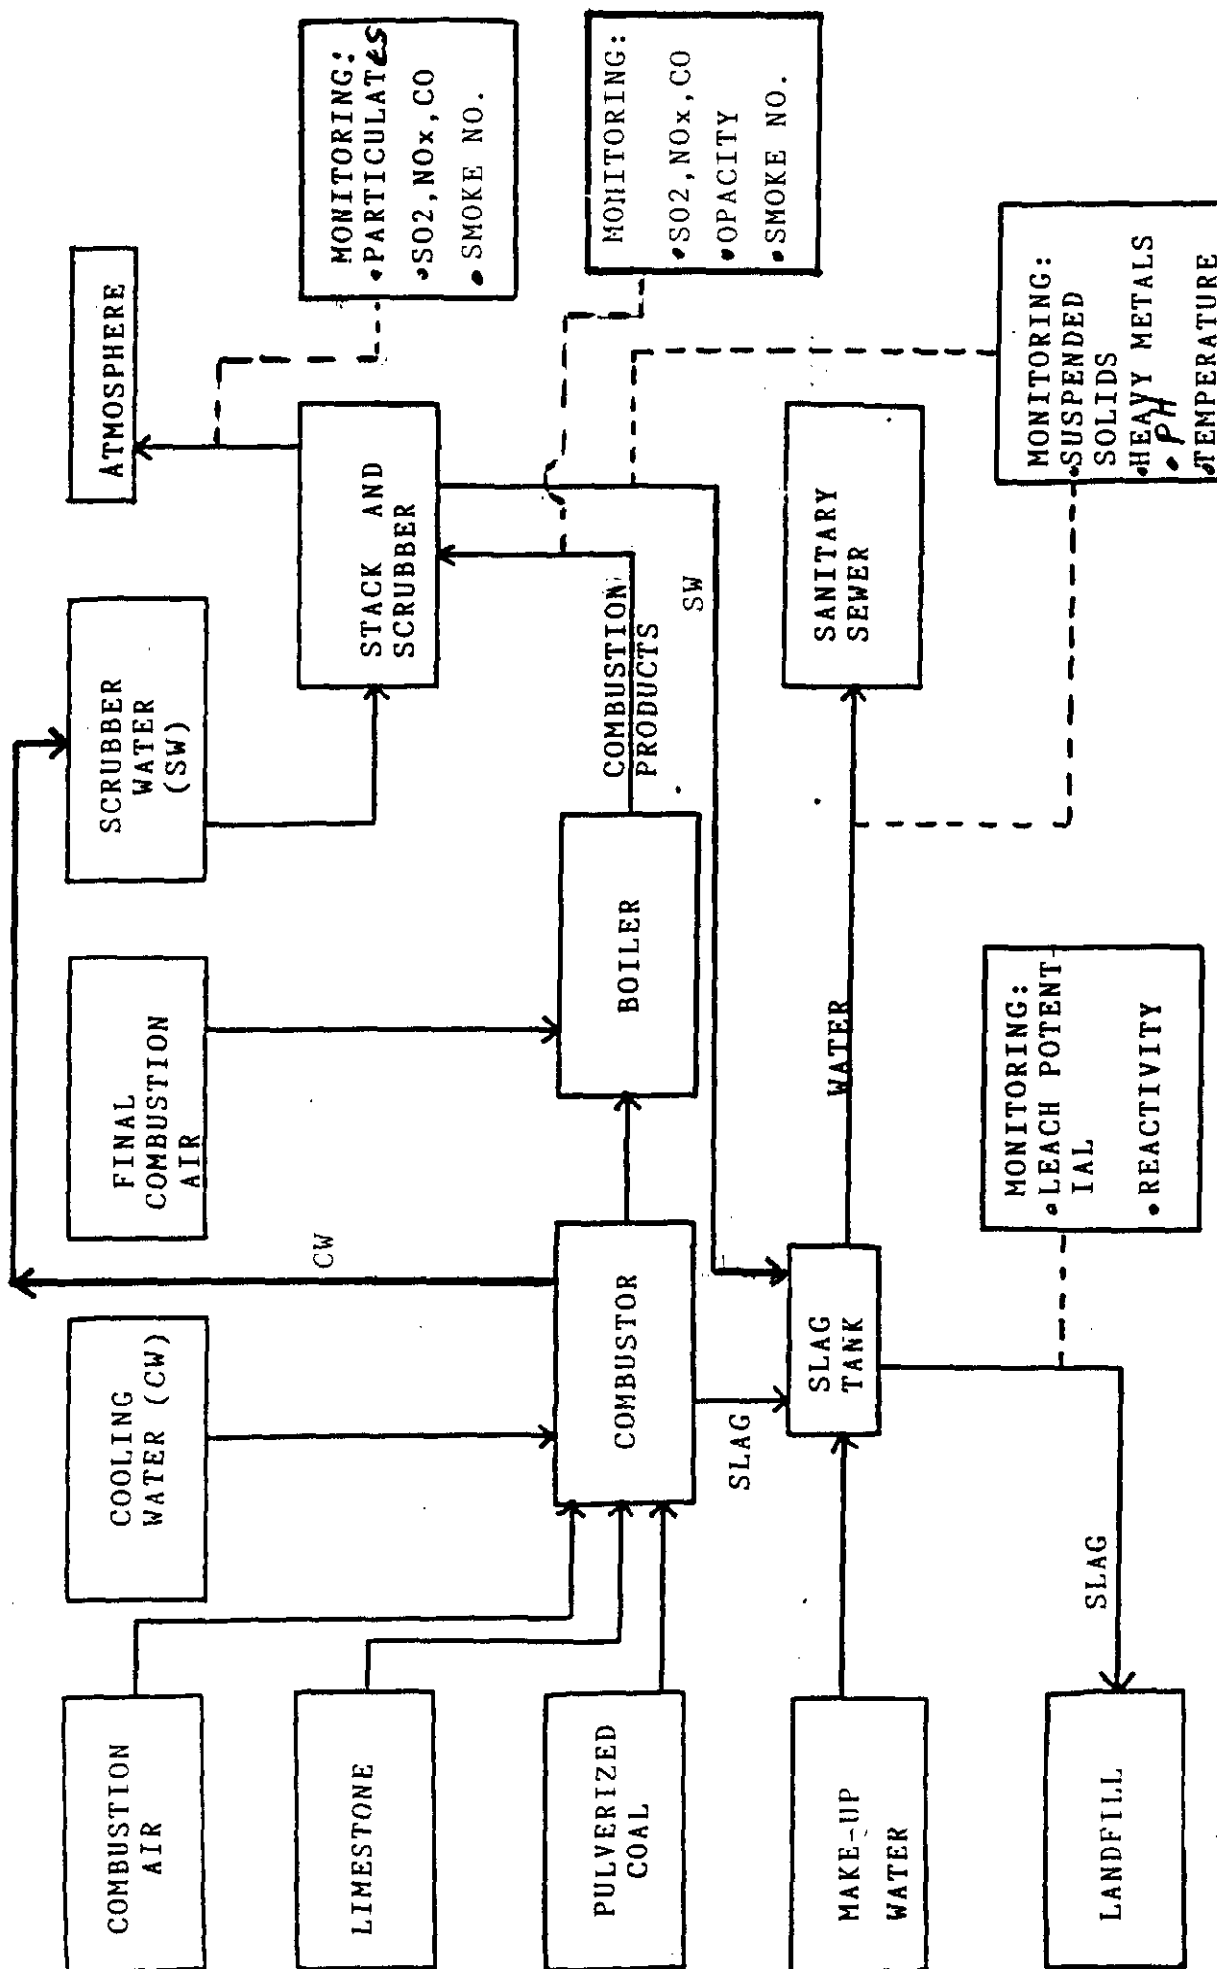 COMBUSTION
AIR
LIMESTONE
PULVERIZED
COAL
MAKE-UP
WATER
LANDFILL
COOLING
WATER (CW)
COMBUSTOR
SLAG
SLAG
TANK
SLAG
CW
FINAL
COMBUSTION
AIR
BOILER
WATER
MONITORING:
•LEACH POTENT-
IAL
•REACTIVITY
SCRUBBER
WATER
(SW)
COMBUSTION
PRODUCTS
SW
STACK AND
SCRUBBER
SANITARY
SEWER
ATMOSPHERE
MONITORING:
•PARTICULATES
•SO2,NOx,CO
•SMOKE NO.
MONITORING:
•SO2,NOx,CO
•OPACITY
•SMOKE NO.
MONITORING:
•SUSPENDED
SOLIDS
•HEAVY METALS
•PH
•TEMPERATURE